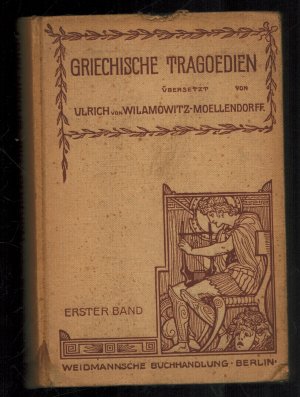 GRIECHISCHE TRAGOEDIEN
ÜBERSETZT VON
ULRICH VON WILAMOWITZ-MOELLENDORFF.
ERSTER BAND
WEIDMANNSCHE BUCHHANDLUNG · BERLIN ·